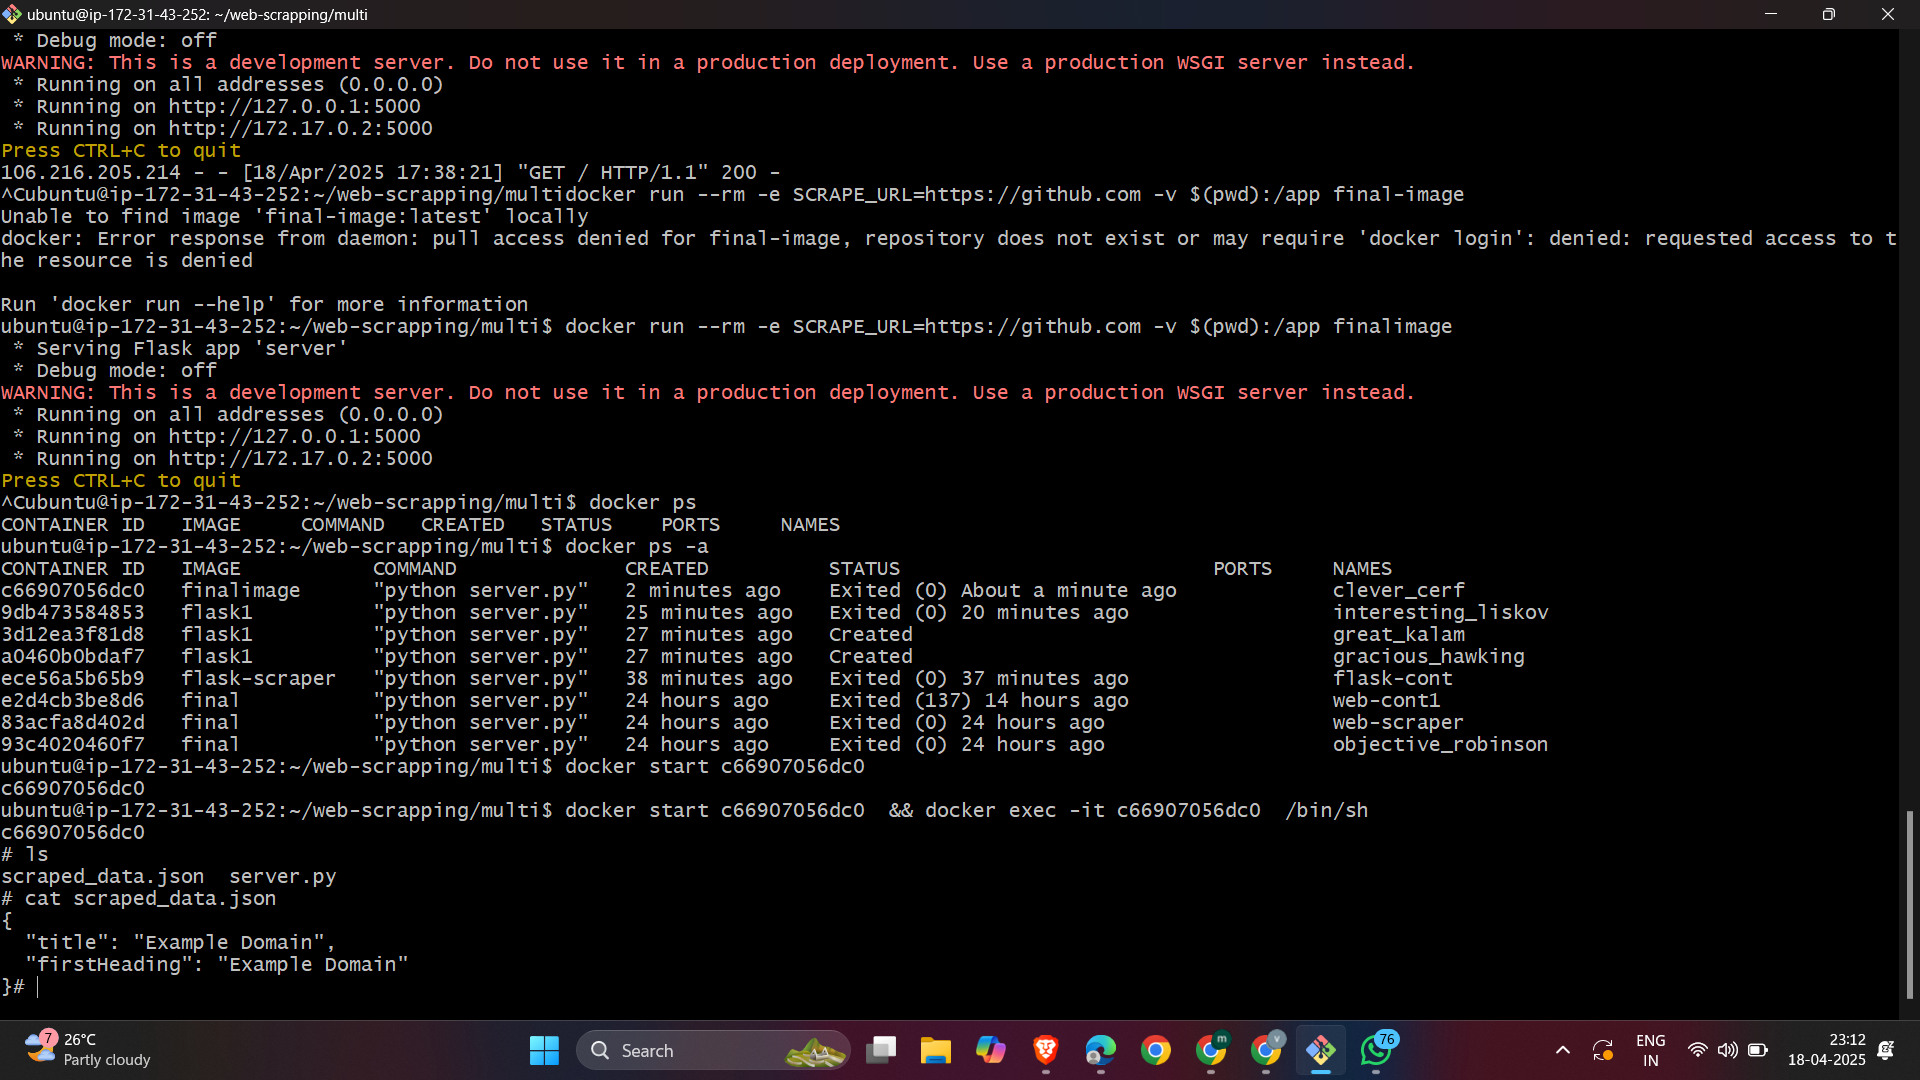 ubuntu@ip-172-31-43-252: ~/web-scrapping/multi
 * Debug mode: off
WARNING: This is a development server. Do not use it in a production deployment. Use a production WSGI server instead.
 * Running on all addresses (0.0.0.0)
 * Running on http://127.0.0.1:5000
 * Running on http://172.17.0.2:5000
Press CTRL+C to quit
106.216.205.214 - - [18/Apr/2025 17:38:21] "GET / HTTP/1.1" 200 -
^Cubuntu@ip-172-31-43-252:~/web-scrapping/multidocker run --rm -e SCRAPE_URL=https://github.com -v $(pwd):/app final-image
Unable to find image 'final-image:latest' locally
docker: Error response from daemon: pull access denied for final-image, repository does not exist or may require 'docker login': denied: requested access to t
he resource is denied
Run 'docker run --help' for more information
ubuntu@ip-172-31-43-252:~/web-scrapping/multi$ docker run --rm -e SCRAPE_URL=https://github.com -v $(pwd):/app finalimage
 * Serving Flask app 'server'
 * Debug mode: off
WARNING: This is a development server. Do not use it in a production deployment. Use a production WSGI server instead.
 * Running on all addresses (0.0.0.0)
 * Running on http://127.0.0.1:5000
 * Running on http://172.17.0.2:5000
Press CTRL+C to quit
^Cubuntu@ip-172-31-43-252:~/web-scrapping/multi$ docker ps
CONTAINER ID   IMAGE     COMMAND   CREATED   STATUS    PORTS     NAMES
ubuntu@ip-172-31-43-252:~/web-scrapping/multi$ docker ps -a
CONTAINER ID   IMAGE           COMMAND              CREATED          STATUS                          PORTS     NAMES
c66907056dc0   finalimage      "python server.py"   2 minutes ago    Exited (0) About a minute ago             clever_cerf
9db473584853   flask1          "python server.py"   25 minutes ago   Exited (0) 20 minutes ago                 interesting_liskov
3d12ea3f81d8   flask1          "python server.py"   27 minutes ago   Created                                   great_kalam
a0460b0bdaf7   flask1          "python server.py"   27 minutes ago   Created                                   gracious_hawking
ece56a5b65b9   flask-scraper   "python server.py"   38 minutes ago   Exited (0) 37 minutes ago                 flask-cont
e2d4cb3be8d6   final           "python server.py"   24 hours ago     Exited (137) 14 hours ago                 web-cont1
83acfa8d402d   final           "python server.py"   24 hours ago     Exited (0) 24 hours ago                   web-scraper
93c4020460f7   final           "python server.py"   24 hours ago     Exited (0) 24 hours ago                   objective_robinson
ubuntu@ip-172-31-43-252:~/web-scrapping/multi$ docker start c66907056dc0
c66907056dc0
ubuntu@ip-172-31-43-252:~/web-scrapping/multi$ docker start c66907056dc0  && docker exec -it c66907056dc0  /bin/sh
c66907056dc0
# ls
scraped_data.json  server.py
# cat scraped_data.json
{
  "title": "Example Domain",
  "firstHeading": "Example Domain"
}#
7
26°C
Partly cloudy
Search
m
v
76
ENG
IN
23:12
18-04-2025